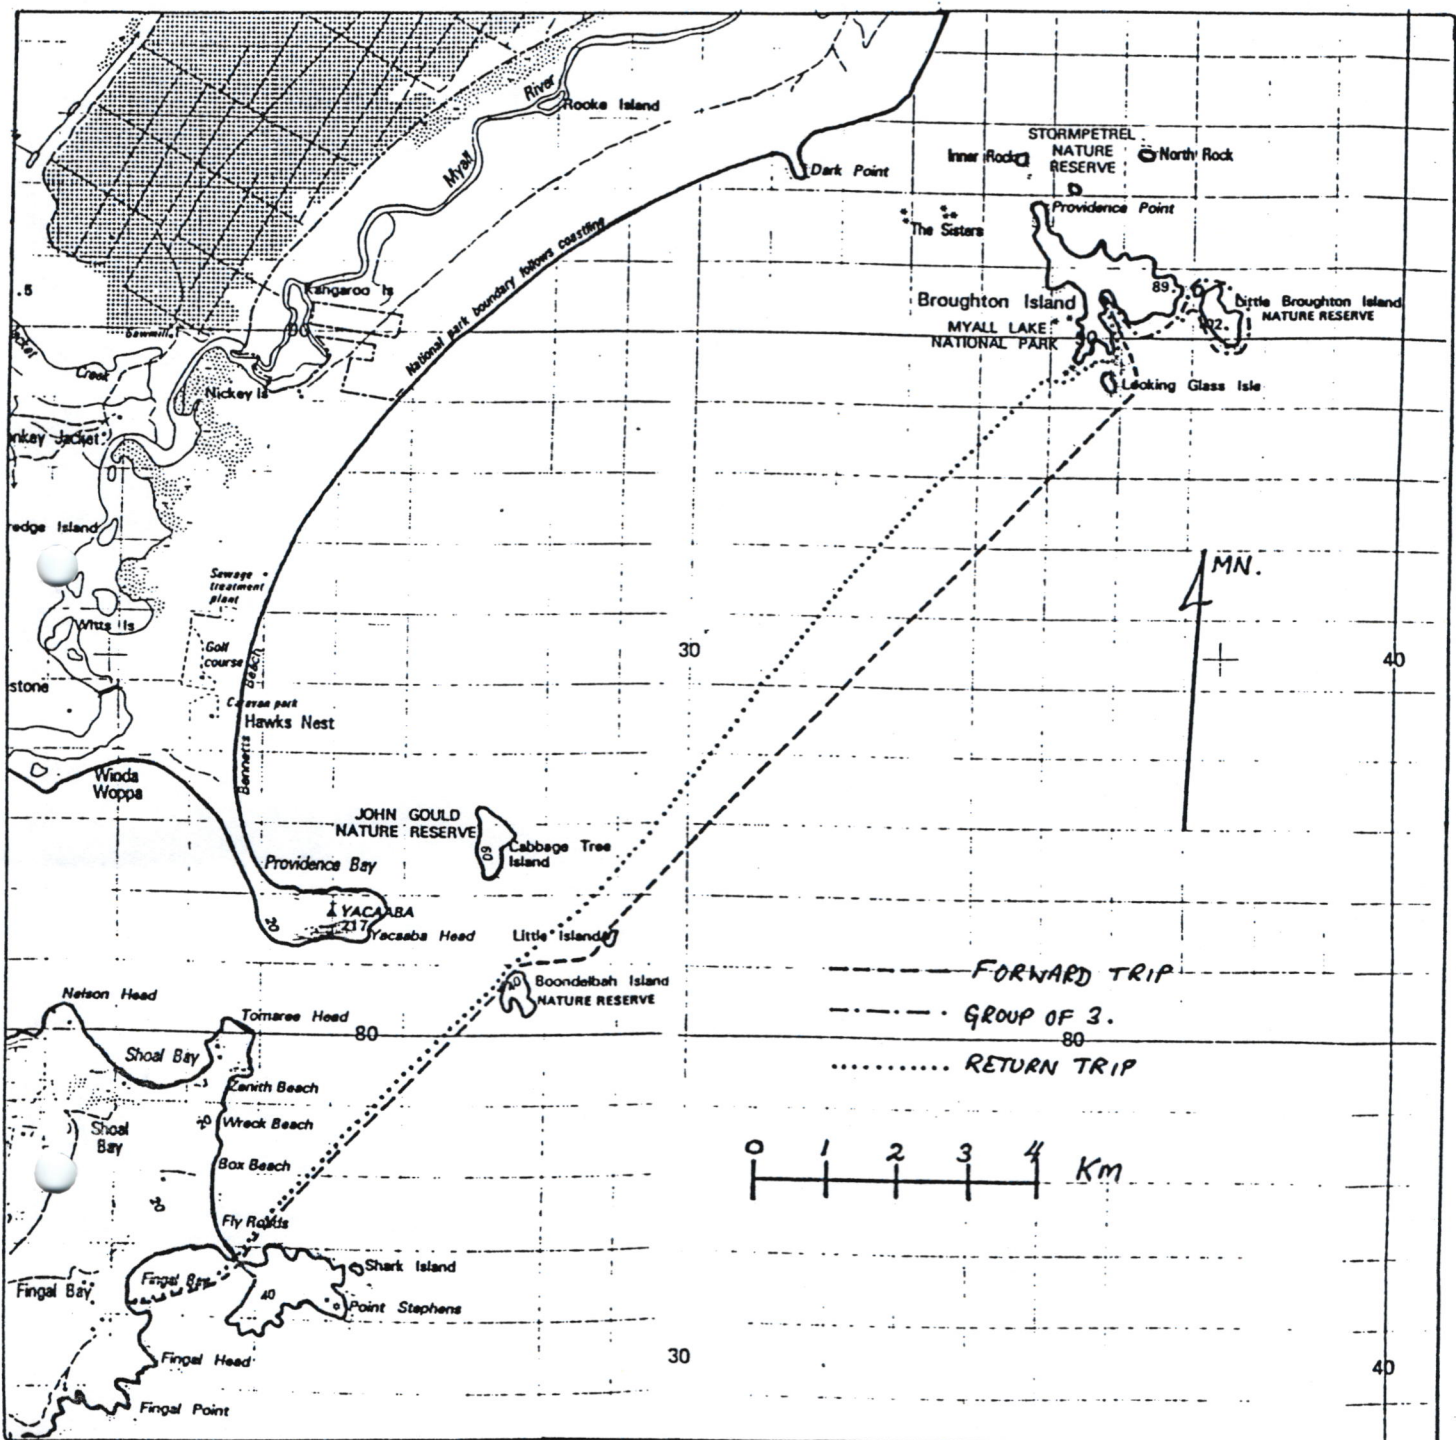 River
Rooke Island
Myall
Dark Point
STORMPETREL
NATURE
RESERVE
Inner Rock
North Rock
Providence Point
The Sisters
National park boundary follows coastline
Kangaroo Is
.5
Broughton Island
89.
Little Broughton Island
NATURE RESERVE
MYALL LAKE
NATIONAL PARK
Sawmill
Creek
Nickey Is
Looking Glass Isle
nkey Jacket
redge Island
Sewage
treatment
plant
MN.
Witts Is
Golf
course
30
40
stone
Caravan park
Hawks Nest
Bennetts Beach
Winda
Woppa
JOHN GOULD
NATURE RESERVE
60
Cabbage Tree
Island
Providence Bay
YACAABA
217
20
Yacaaba Head
Little Island
40
Boondelbah Island
NATURE RESERVE
FORWARD TRIP
Nelson Head
Tomaree Head
80
GROUP OF 3.
80
Shoal Bay
RETURN TRIP
Zenith Beach
20
Wreck Beach
Shoal
Bay
0 1 2 3 4 Km
Box Beach
20
Fly Roads
Shark Island
Fingal Bay
Fingal Bay
40
Point Stephens
Fingal Head
30
40
Fingal Point